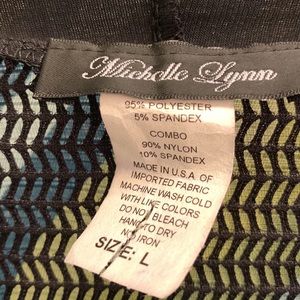 Michelle Lynn
95% POLYESTER
5% SPANDEX
COMBO
90% NYLON
10% SPANDEX
MADE IN U.S.A. OF
IMPORTED FABRIC
MACHINE WASH COLD
WITH LIKE COLORS
DO NOT BLEACH
HANG TO DRY
NO IRON
SIZE: L